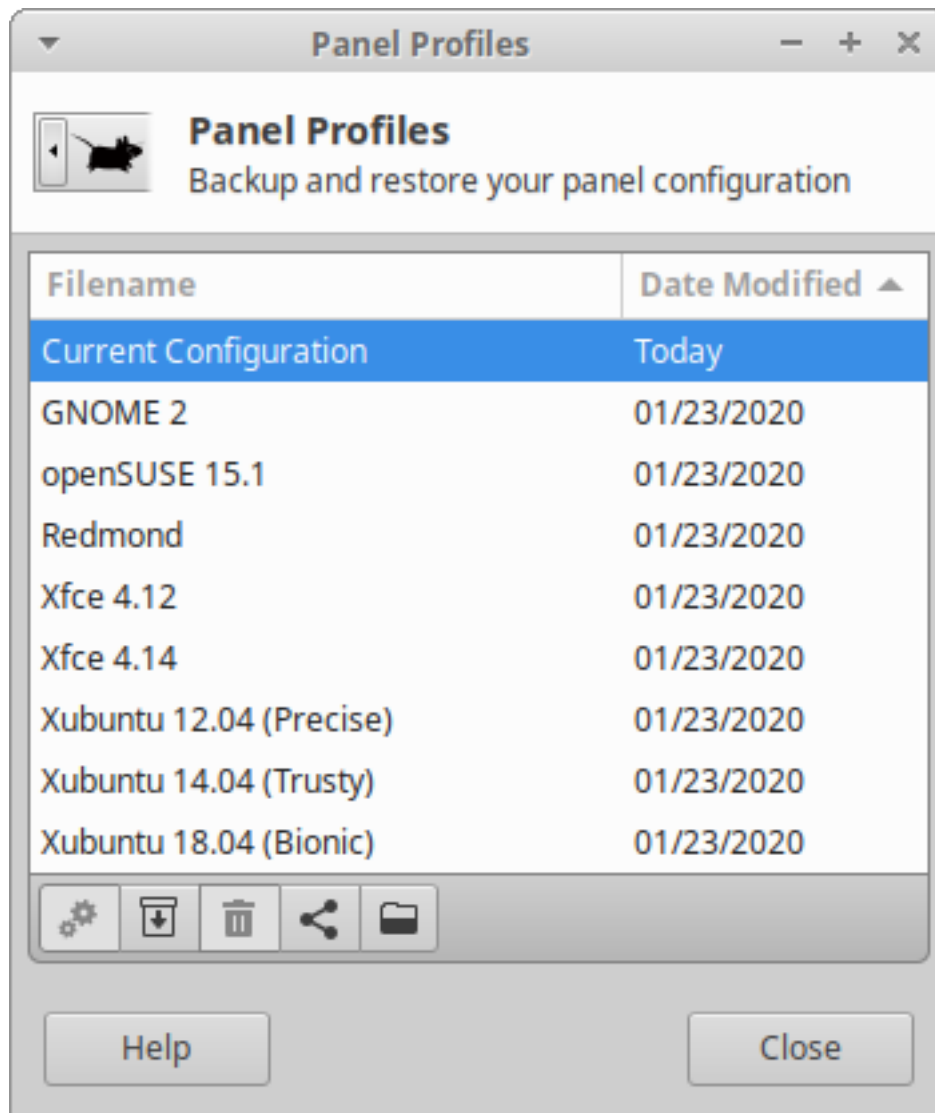 Panel Profiles
Panel Profiles
Backup and restore your panel configuration
Filename Date Modified
Current Configuration Today
GNOME 2 01/23/2020
openSUSE 15.1 01/23/2020
Redmond 01/23/2020
Xfce 4.12 01/23/2020
Xfce 4.14 01/23/2020
Xubuntu 12.04 (Precise) 01/23/2020
Xubuntu 14.04 (Trusty) 01/23/2020
Xubuntu 18.04 (Bionic) 01/23/2020
Help Close